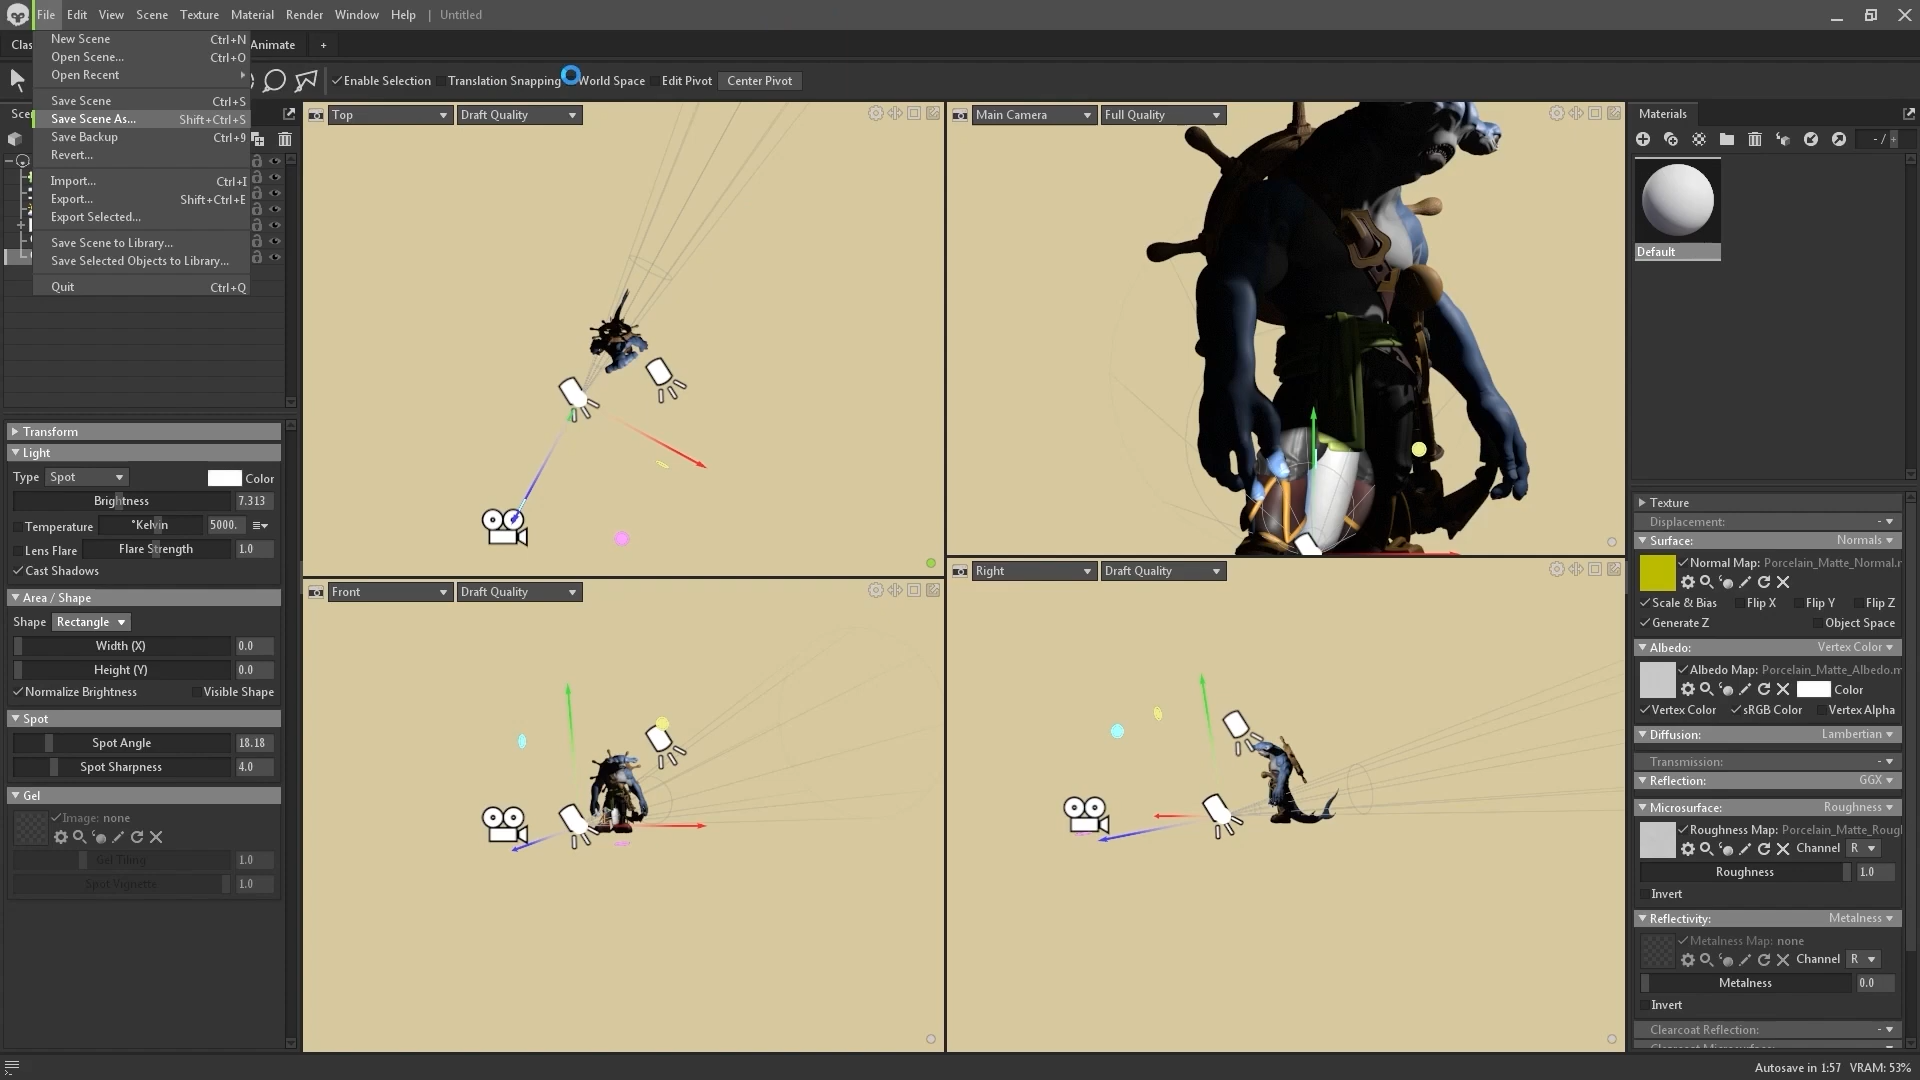 File Edit View Scene Texture Material Render Window Help | Untitled
Animate +
New Scene Ctrl+N
Open Scene... Ctrl+O
Open Recent
Save Scene Ctrl+S
Save Scene As... Shift+Ctrl+S
Save Backup Ctrl+9
Revert...
Import... Ctrl+I
Export... Shift+Ctrl+E
Export Selected...
Save Scene to Library...
Save Selected Objects to Library...
Quit Ctrl+Q
Enable Selection Translation Snapping World Space Edit Pivot Center Pivot
Top Draft Quality
Main Camera Full Quality
Front Draft Quality
Right Draft Quality
Transform
Light
Type Spot Color
Brightness 7.313
Temperature °Kelvin 5000.
Lens Flare Flare Strength 1.0
Cast Shadows
Area / Shape
Shape Rectangle
Width (X) 0.0
Height (Y) 0.0
Normalize Brightness Visible Shape
Spot
Spot Angle 18.18
Spot Sharpness 4.0
Gel
Image: none
Gel Tiling 1.0
Spot Vignette 1.0
Materials
- / +
Default
Texture
Displacement: -
Surface: Normals
Normal Map: Porcelain_Matte_Normal.
Scale & Bias Flip X Flip Y Flip Z
Generate Z Object Space
Albedo: Vertex Color
Albedo Map: Porcelain_Matte_Albedo.
Color
Vertex Color sRGB Color Vertex Alpha
Diffusion: Lambertian
Transmission: -
Reflection: GGX
Microsurface: Roughness
Roughness Map: Porcelain_Matte_Roug
Channel R
Roughness 1.0
Invert
Reflectivity: Metalness
Metalness Map: none
Channel R
Metalness 0.0
Invert
Clearcoat Reflection: -
Autosave in 1:57 VRAM: 53%